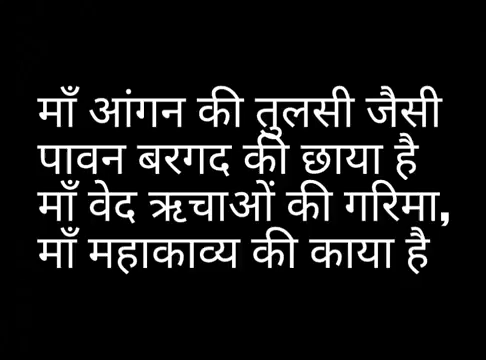 माँ आंगन की तुलसी जैसी
पावन बरगद की छाया है
माँ वेद ऋचाओं की गरिमा,
माँ महाकाव्य की काया है